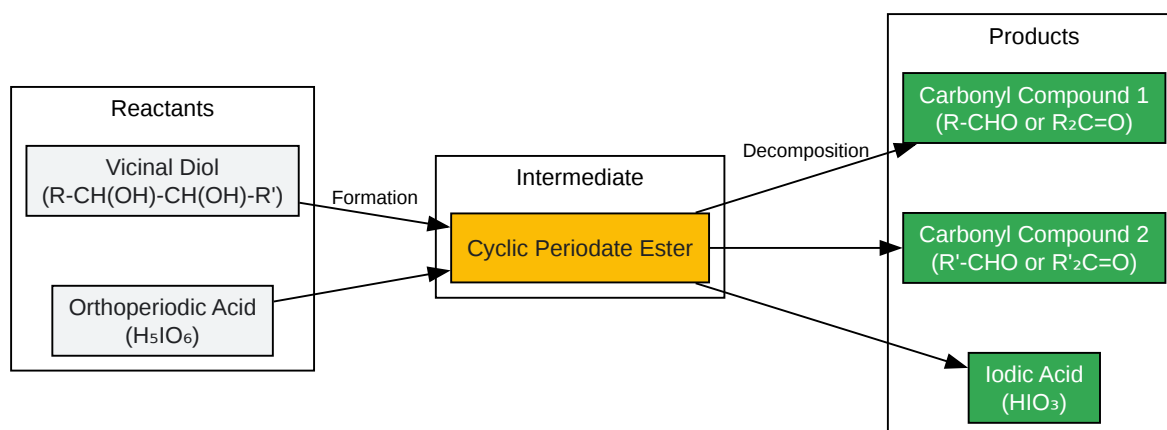 Reactants
Vicinal Diol
(R-CH(OH)-CH(OH)-R')
Orthoperiodic Acid
(H₅IO₆)
Formation
Intermediate
Cyclic Periodate Ester
Decomposition
Products
Carbonyl Compound 1
(R-CHO or R₂C=O)
Carbonyl Compound 2
(R'-CHO or R'₂C=O)
Iodic Acid
(HIO₃)